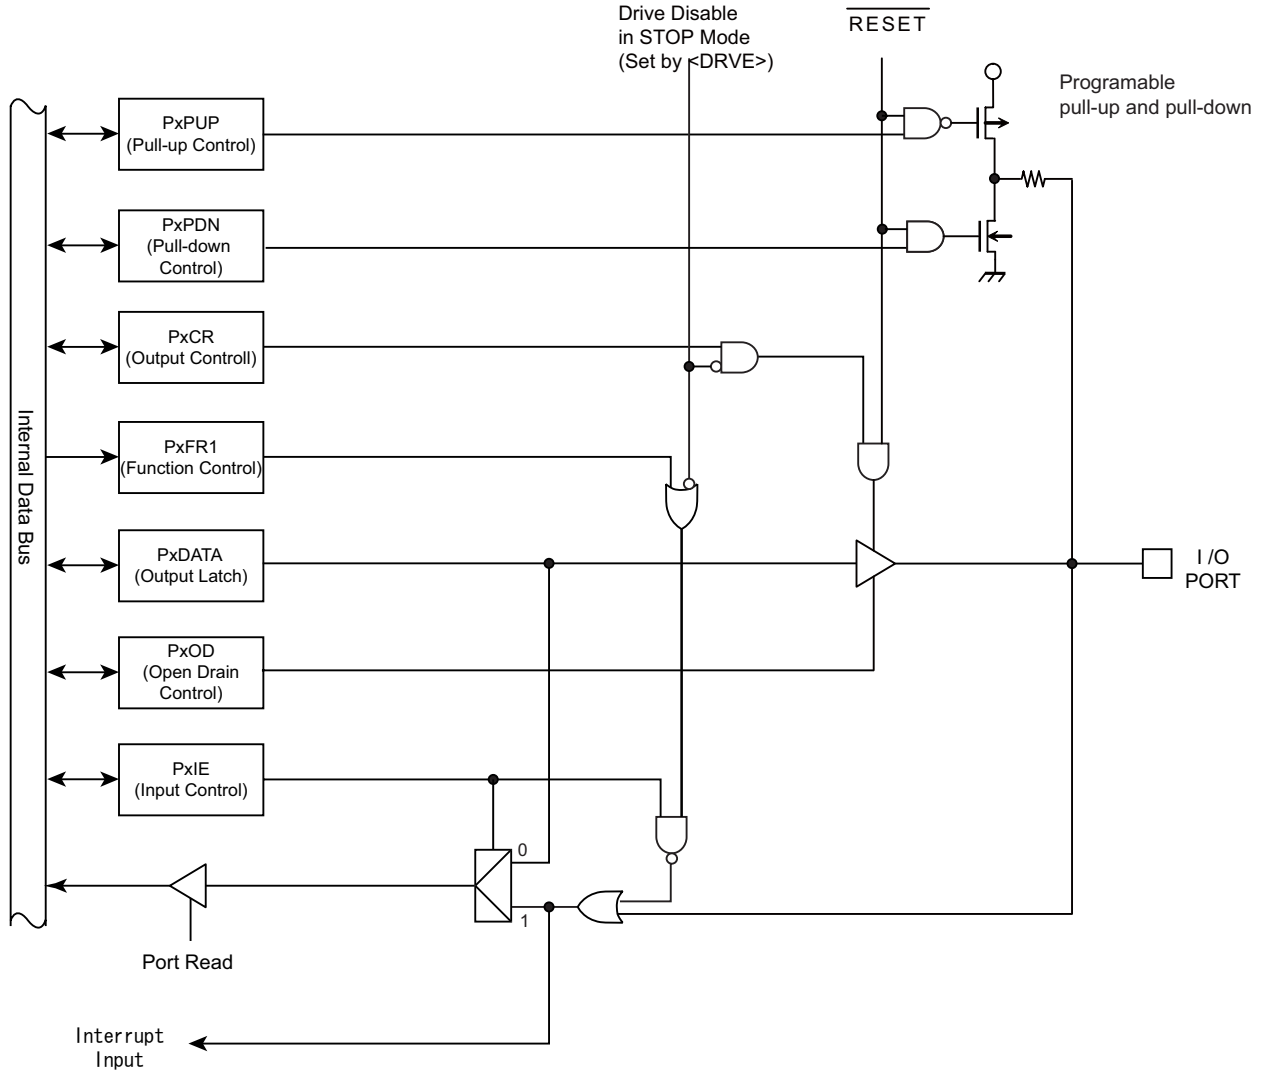 Drive Disable
in STOP Mode
(Set by <DRVE>)
RESET
Programable
pull-up and pull-down
PxPUP
(Pull-up Control)
PxPDN
(Pull-down
Control)
PxCR
(Output Controll)
Internal Data Bus
PxFR1
(Function Control)
PxDATA
(Output Latch)
I /O
PORT
PxOD
(Open Drain
Control)
PxIE
(Input Control)
0
1
Port Read
Interrupt
Input